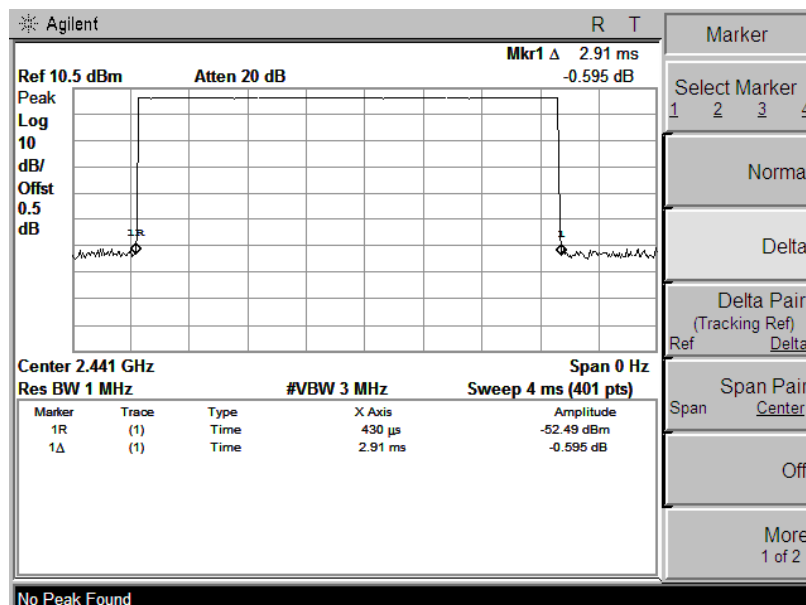 Agilent R T
Mkr1 Δ 2.91 ms
Ref 10.5 dBm Atten 20 dB -0.595 dB
Peak
Log
10
dB/
Offst
0.5
dB
1R
1
Center 2.441 GHz Span 0 Hz
Res BW 1 MHz #VBW 3 MHz Sweep 4 ms (401 pts)
Marker Trace Type X Axis Amplitude
1R (1) Time 430 µs -52.49 dBm
1Δ (1) Time 2.91 ms -0.595 dB
No Peak Found
Marker
Select Marker
1 2 3 4
Norma
Delta
Delta Pair
(Tracking Ref)
Ref Delta
Span Pair
Span Center
Off
More
1 of 2